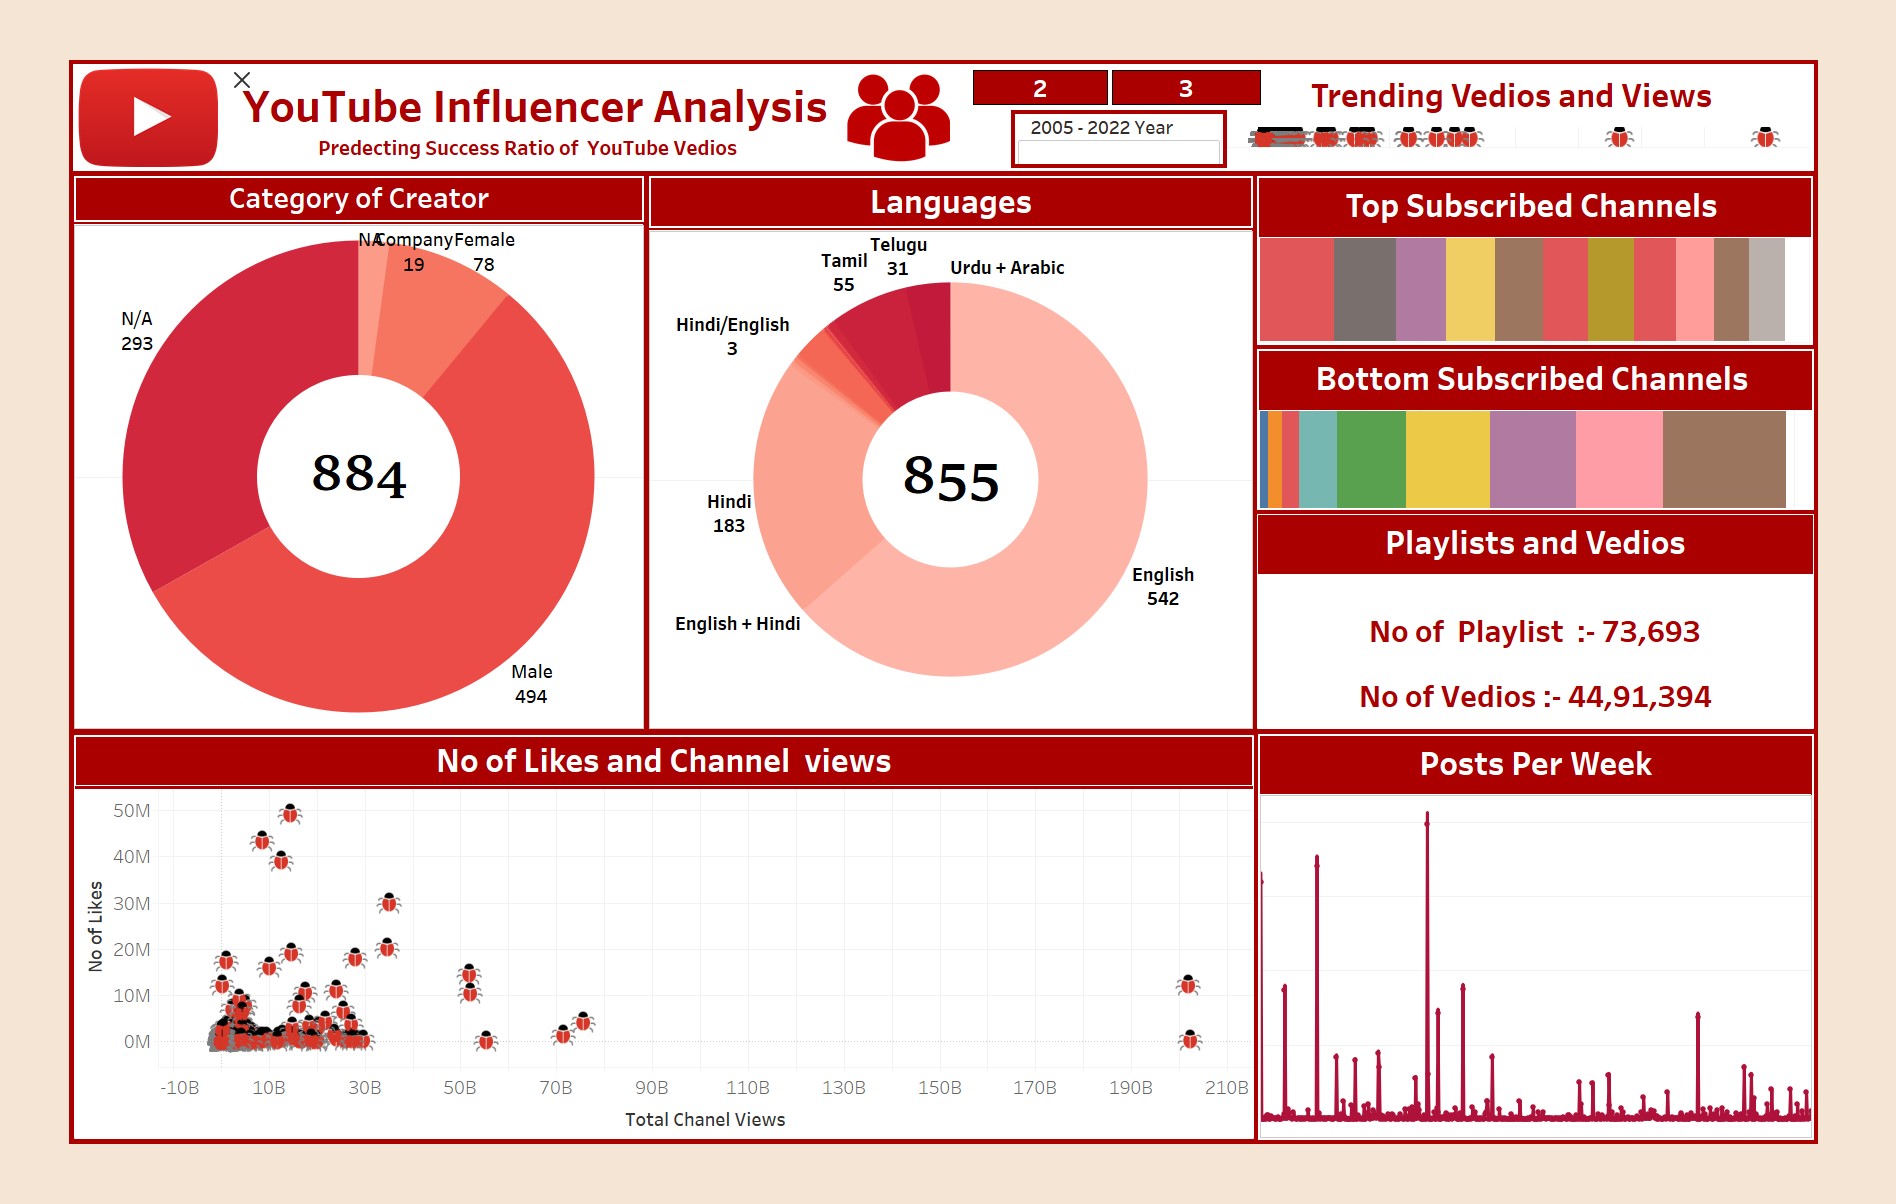 YouTube Influencer Analysis
Predecting Success Ratio of YouTube Vedios
2
3
2005 - 2022 Year
Trending Vedios and Views
Category of Creator
NA
Company
19
Female
78
N/A
293
884
Male
494
Languages
Telugu
31
Tamil
55
Urdu + Arabic
Hindi/English
3
855
Hindi
183
English
542
English + Hindi
Top Subscribed Channels
Bottom Subscribed Channels
Playlists and Vedios
No of Playlist :- 73,693
No of Vedios :- 44,91,394
No of Likes and Channel views
50M
40M
30M
20M
10M
0M
No of Likes
-10B
10B
30B
50B
70B
90B
110B
130B
150B
170B
190B
210B
Total Chanel Views
Posts Per Week